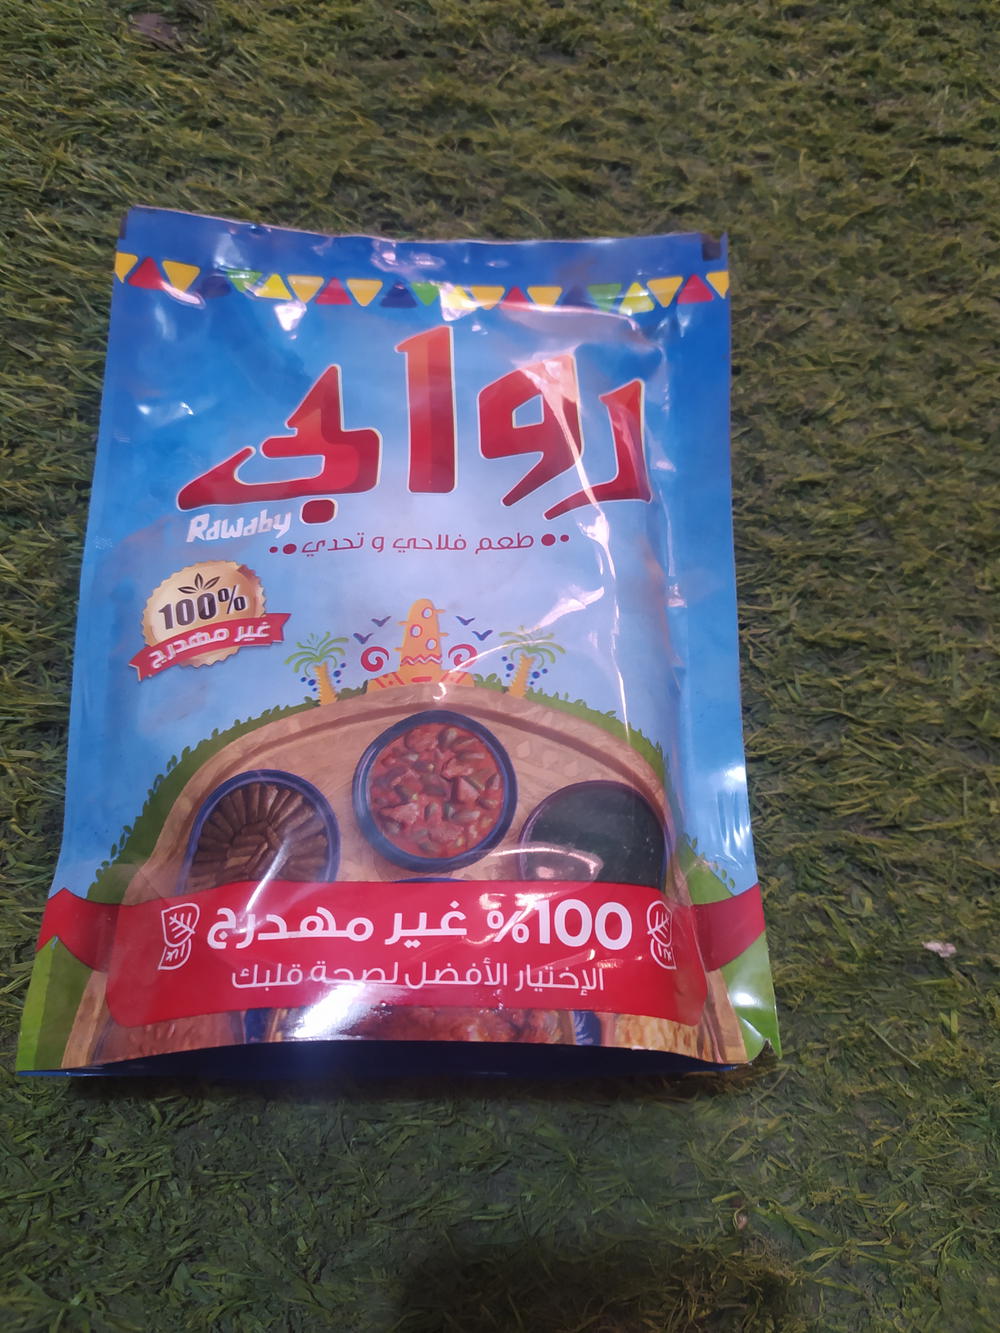 روابي
Rawaby
طعم فلاحي و تحدي
100%
غير مهدرج
100% غير مهدرج
الإختيار الأفضل لصحة قلبك